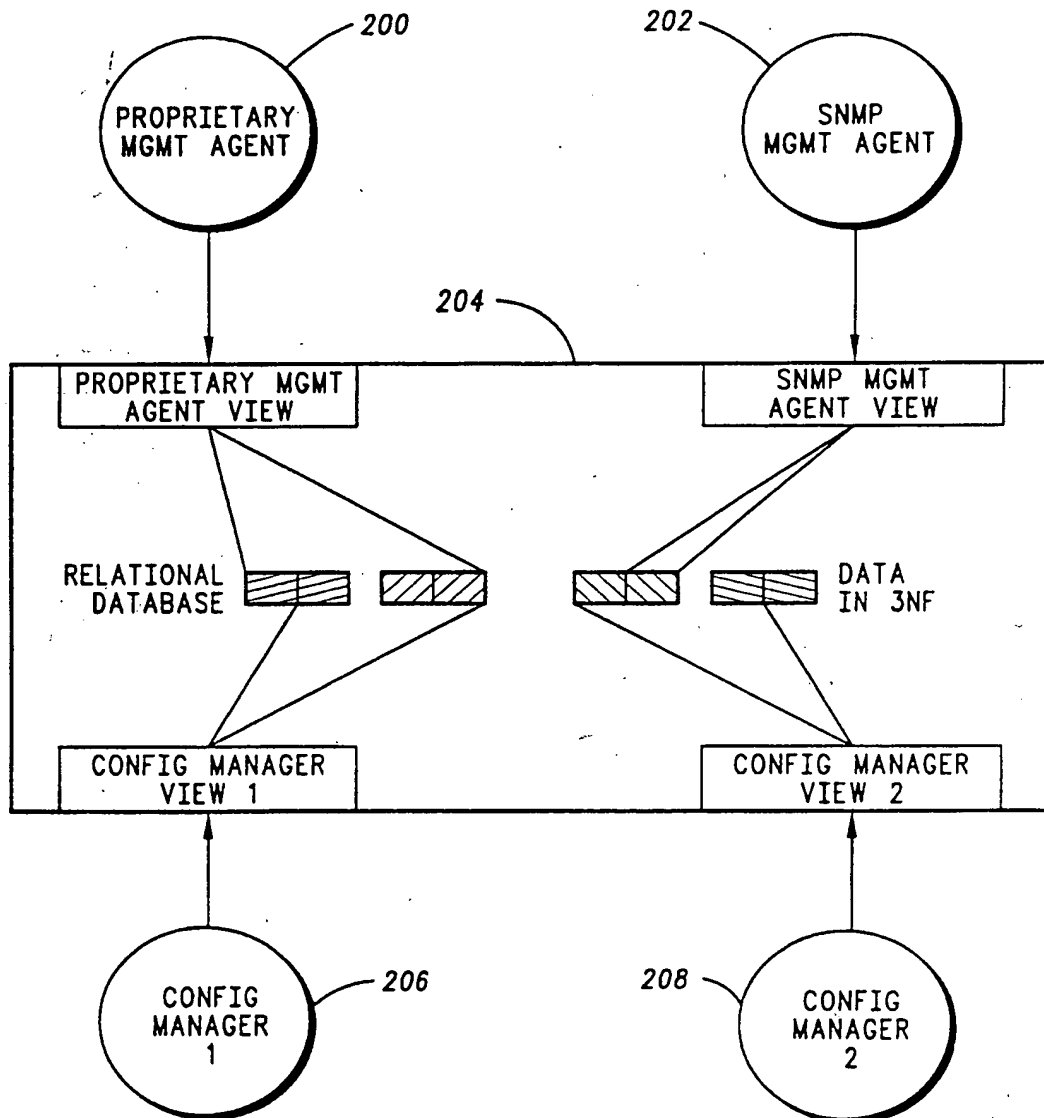 200
202
PROPRIETARY
MGMT AGENT
SNMP
MGMT AGENT
204
PROPRIETARY MGMT
AGENT VIEW
SNMP MGMT
AGENT VIEW
RELATIONAL
DATABASE
DATA
IN 3NF
CONFIG MANAGER
VIEW 1
CONFIG MANAGER
VIEW 2
206
208
CONFIG
MANAGER
1
CONFIG
MANAGER
2